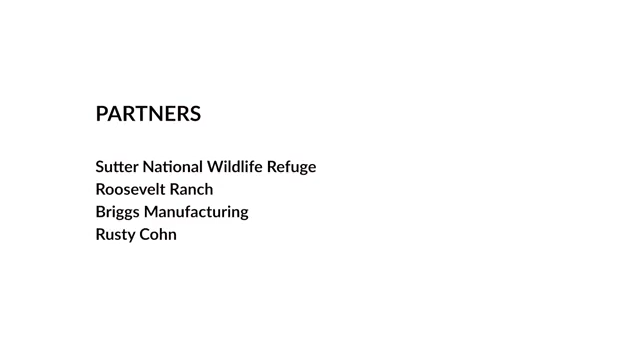 PARTNERS
Sutter National Wildlife Refuge
Roosevelt Ranch
Briggs Manufacturing
Rusty Cohn